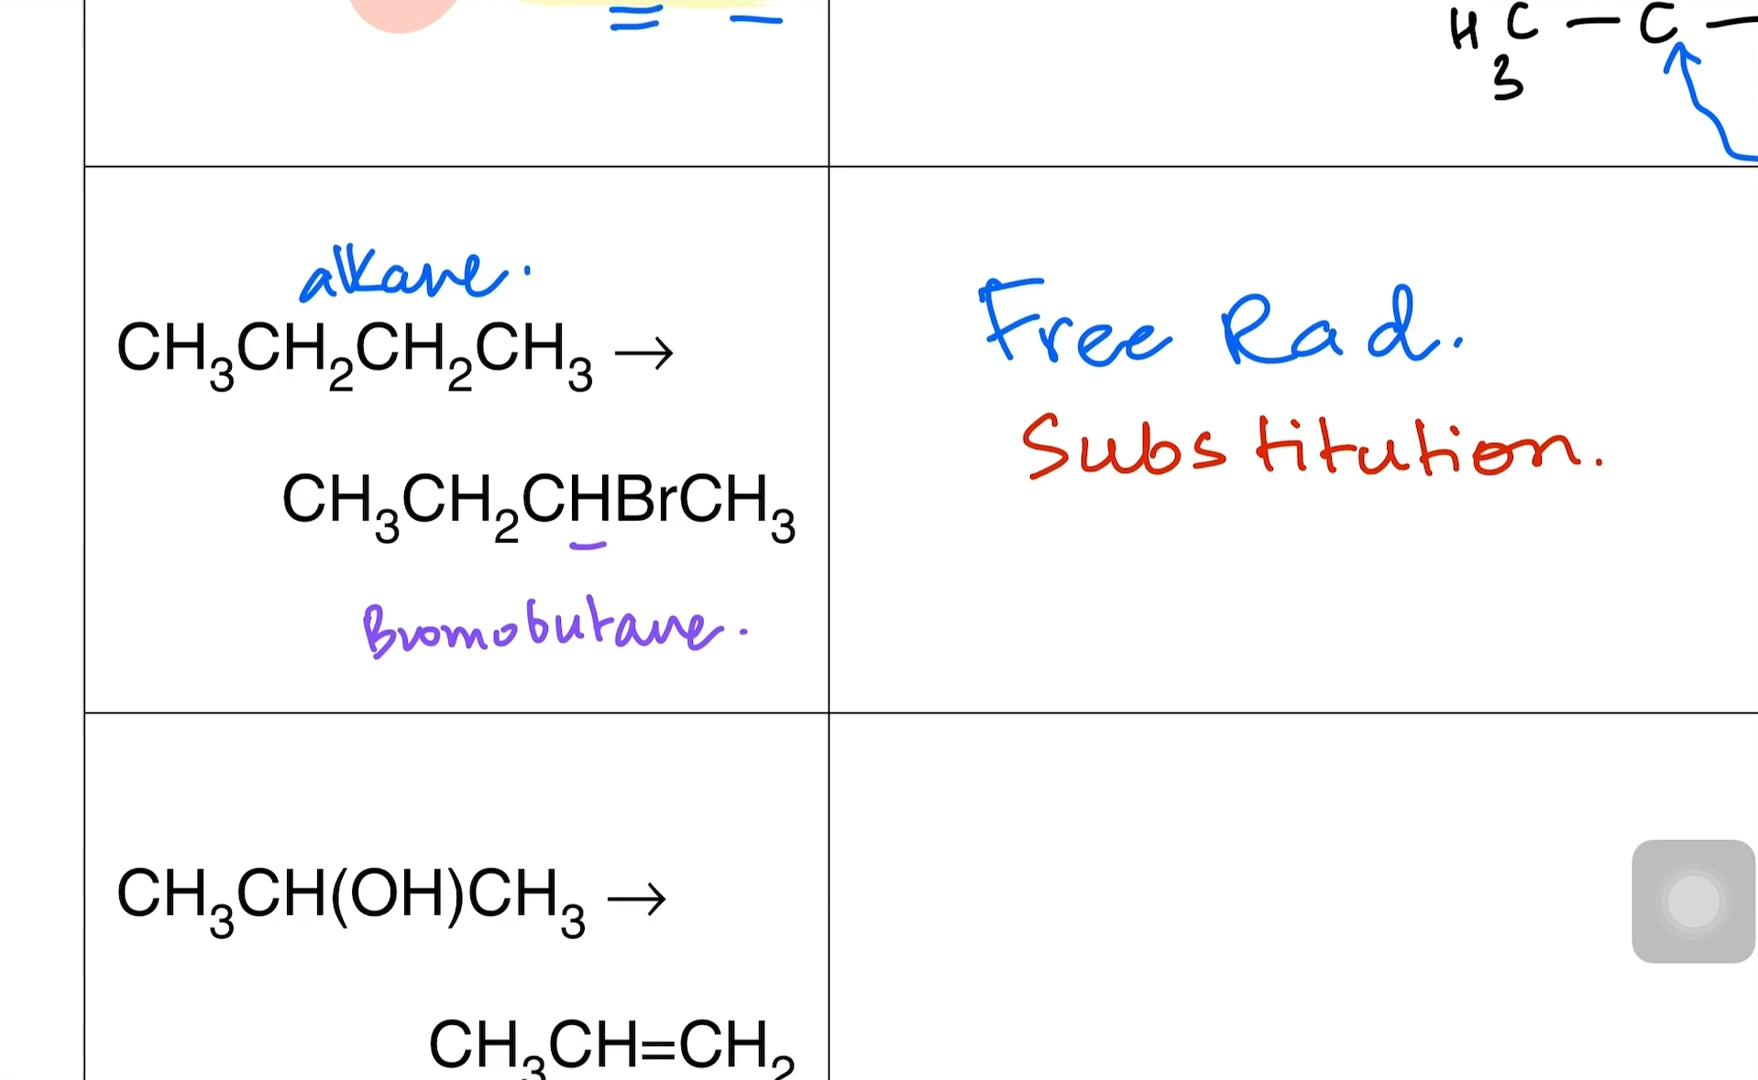 H₃C — C —
alkane.
CH₃CH₂CH₂CH₃ →
Free Rad.
Substitution.
CH₃CH₂CHBrCH₃
Bromobutane.
CH₃CH(OH)CH₃ →
CH₃CH=CH₂